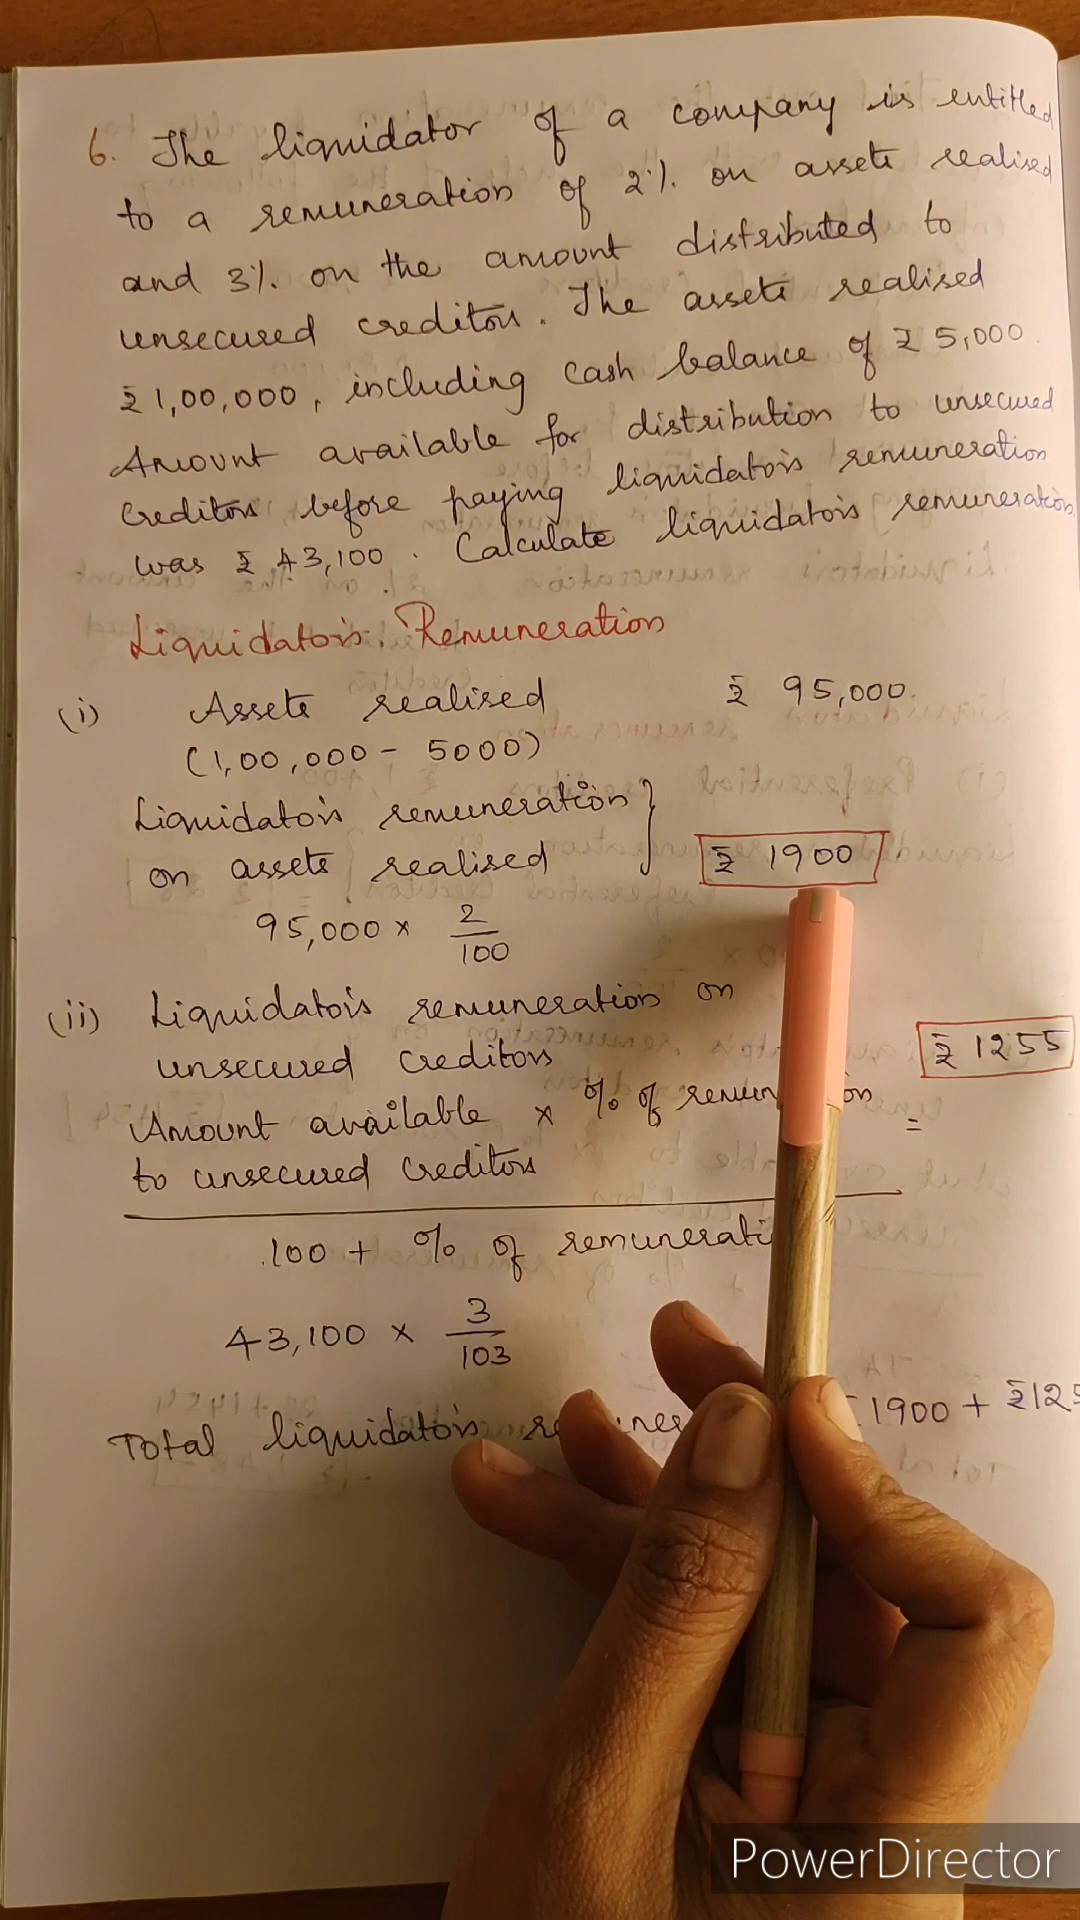 6. The liquidator of a company is entitled
to a remuneration of 2% on assets realised
and 3% on the amount distributed to
unsecured creditors. The assets realised
₹ 1,00,000, including cash balance of ₹ 5,000.
Amount available for distribution to unsecured
creditors before paying liquidator's remuneration
was ₹ 43,100. Calculate liquidator's remuneration
Liquidator's Remuneration
(i) Assets realised ₹ 95,000.
(1,00,000 - 5000)
Liquidator's remuneration }
on assets realised ₹ 1900
95,000 x 2/100
(ii) Liquidator's remuneration on
unsecured creditors ₹ 1255
Amount available x % of =
to unsecured creditors
100 + % of
43,100 x 3/103
Total liquidator's 1900 +
PowerDirector